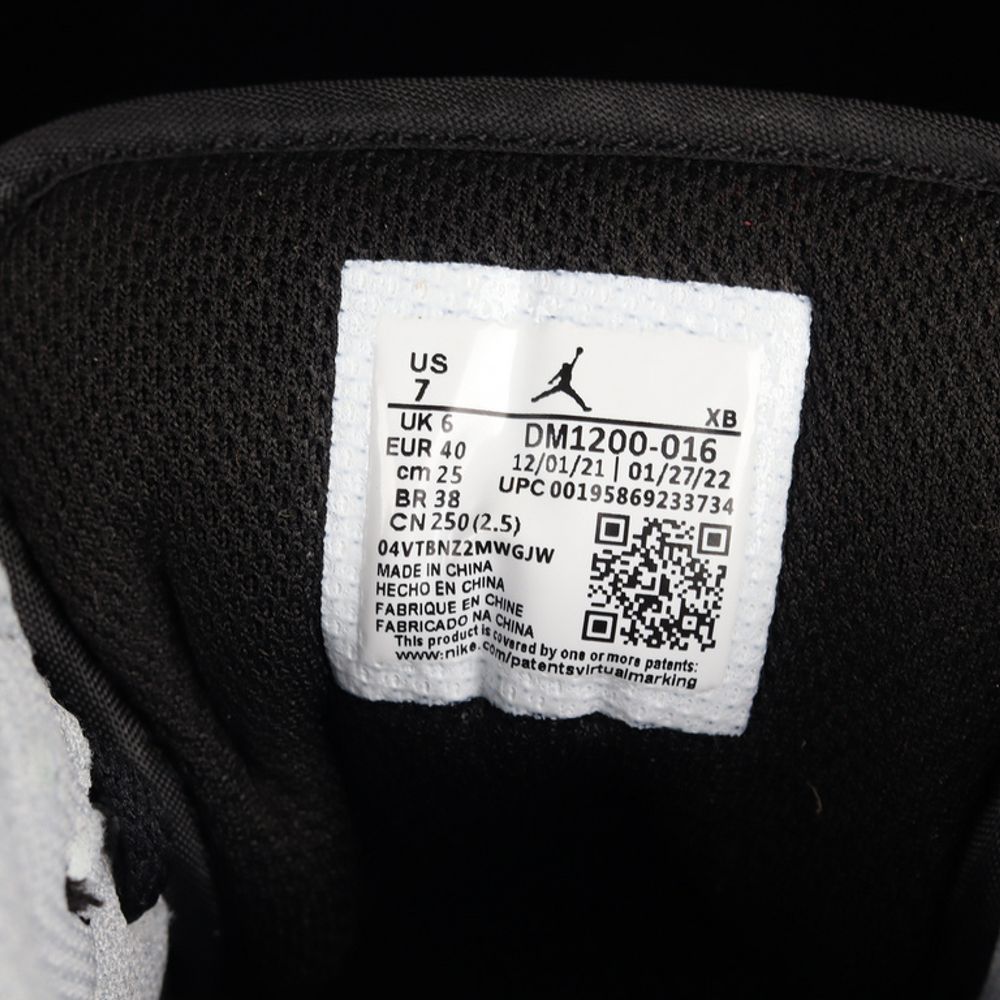 US
7
XB
UK 6
EUR 40
cm 25
BR 38
CN 250 (2.5)
DM1200-016
12/01/21 | 01/27/22
UPC 00195869233734
04VTBNZ2MWGJW
MADE IN CHINA
HECHO EN CHINA
FABRIQUE EN CHINE
FABRICADO NA CHINA
This product is covered by one or more patents:
www.nike.com/patentsvirtualmarking